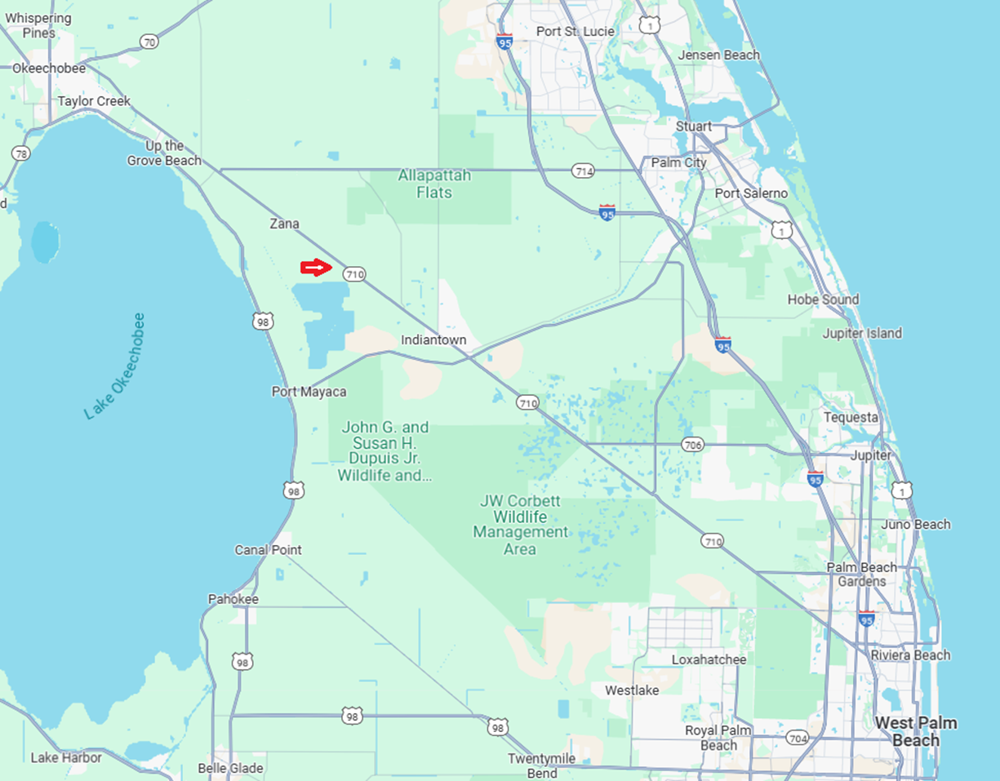 Whispering
Pines
70
95
Port St. Lucie
1
Jensen Beach
Okeechobee
Taylor Creek
Stuart
78
Up the
Grove Beach
Palm City
714
Allapattah
Flats
Port Salerno
d
95
Zana
1
710
Hobe Sound
98
Lake Okeechobee
Jupiter Island
Indiantown
95
Port Mayaca
710
Tequesta
John G. and
Susan H.
Dupuis Jr.
Wildlife and...
706
Jupiter
95
98
1
JW Corbett
Wildlife
Management
Area
Juno Beach
710
Canal Point
Palm Beach
Gardens
Pahokee
95
98
Loxahatchee
Riviera Beach
Westlake
98
98
Royal Palm
Beach
704
West Palm
Beach
Lake Harbor
Belle Glade
Twentymile
Bend